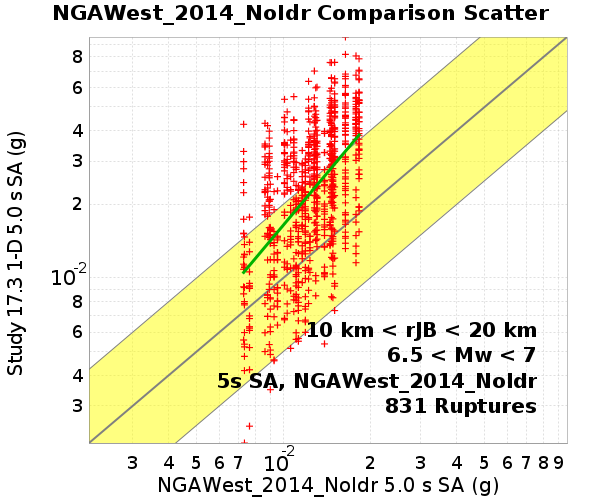 NGAWest_2014_NoIdr Comparison Scatter
Study 17.3 1-D 5.0 s SA (g)
8
6
4
3
2
10-2
8
6
4
3
10 km < rJB < 20 km
6.5 < Mw < 7
5s SA, NGAWest_2014_NoIdr
831 Ruptures
3 4 5 6 7 10-2 2 3 4 5 6 7 8 9
NGAWest_2014_NoIdr 5.0 s SA (g)